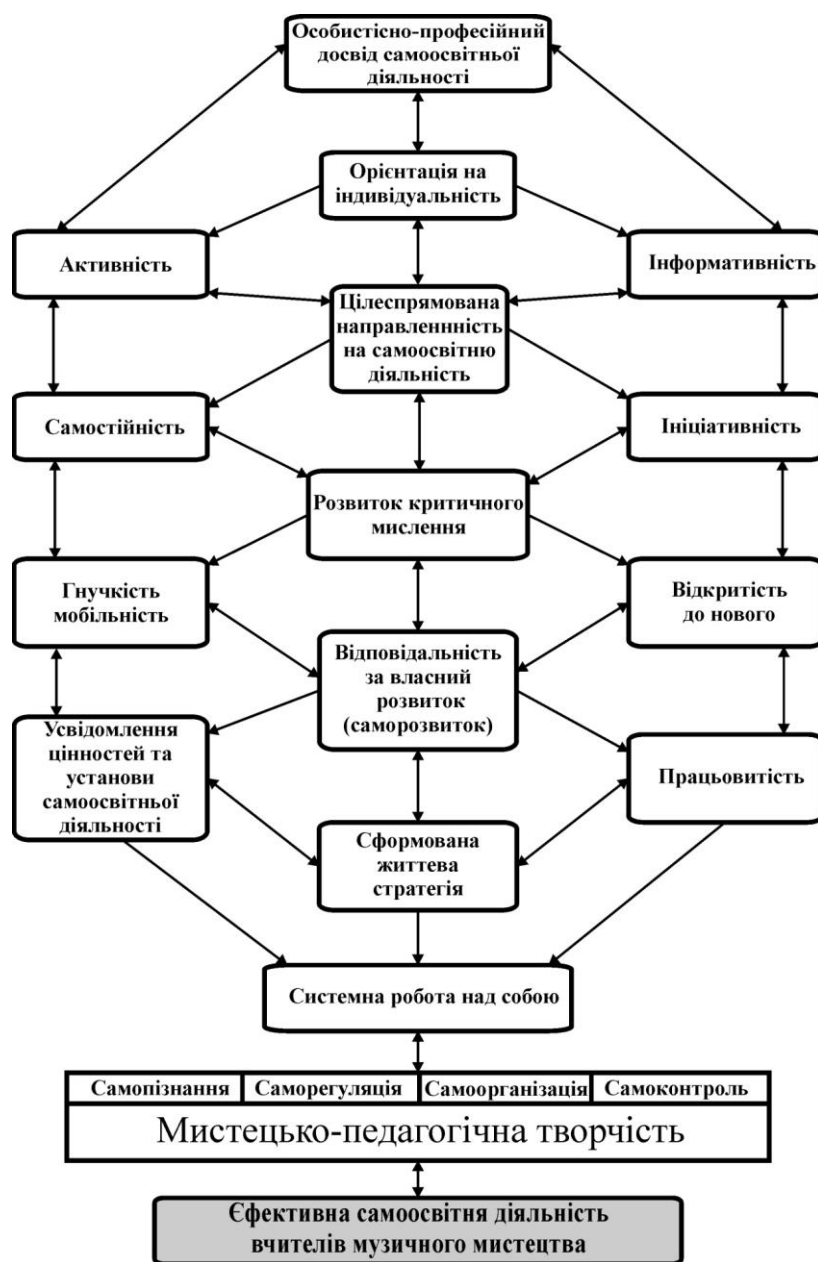 Особистісно-професійний
досвід самоосвітньої
діяльності
Орієнтація на
індивідуальність
Активність
Інформативність
Цілеспрямована
направленнність
на самоосвітню
діяльність
Самостійність
Ініціативність
Розвиток критичного
мислення
Гнучкість
мобільність
Відкритість
до нового
Відповідальність
за власний
розвиток
(саморозвиток)
Усвідомлення
цінностей та
установи
самоосвітньої
діяльності
Працьовитість
Сформована
життєва
стратегія
Системна робота над собою
Самопізнання Саморегуляція Самоорганізація Самоконтроль
Мистецько-педагогічна творчість
Єфективна самоосвітня діяльність
вчителів музичного мистецтва